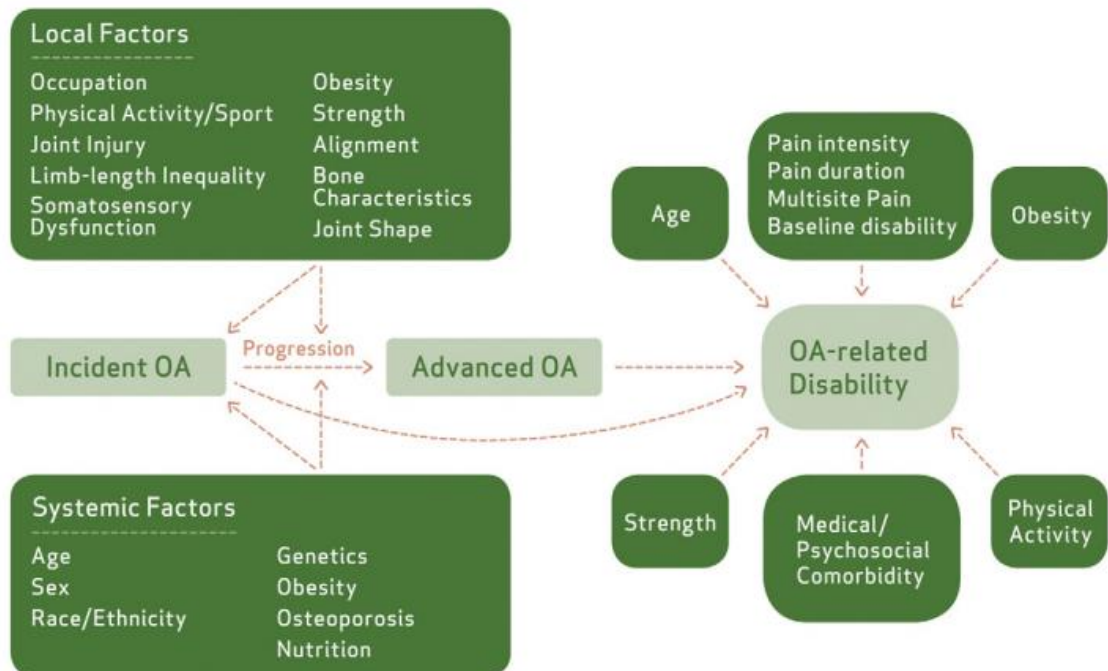 Local Factors
Occupation
Physical Activity/Sport
Joint Injury
Limb-length Inequality
Somatosensory
Dysfunction
Obesity
Strength
Alignment
Bone
Characteristics
Joint Shape
Age
Pain intensity
Pain duration
Multisite Pain
Baseline disability
Obesity
Incident OA
Progression
Advanced OA
OA-related
Disability
Systemic Factors
Age
Sex
Race/Ethnicity
Genetics
Obesity
Osteoporosis
Nutrition
Strength
Medical/
Psychosocial
Comorbidity
Physical
Activity